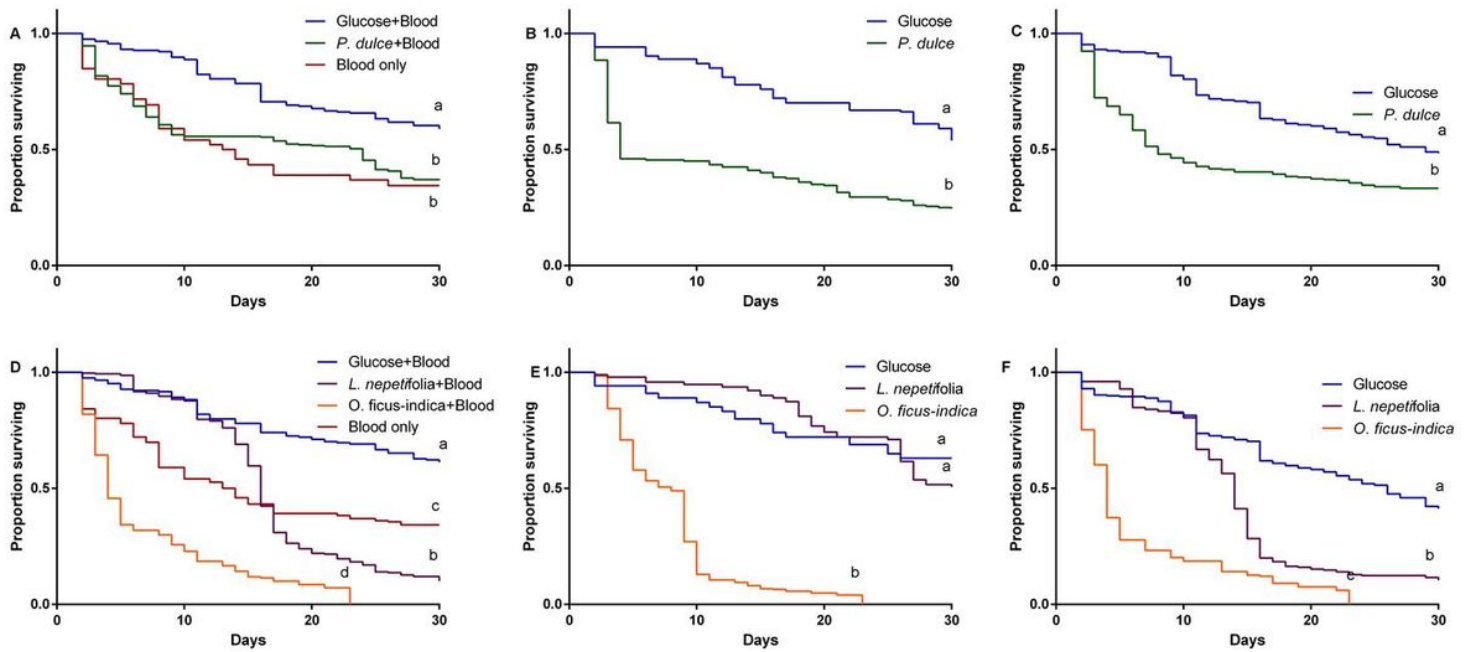 A
Glucose+Blood
P. dulce+Blood
Blood only
Proportion surviving
1.0
0.5
0.0
a
b
b
0
10
20
30
Days
B
Glucose
P. dulce
Proportion surviving
1.0
0.5
0.0
a
b
0
10
20
30
Days
C
Glucose
P. dulce
Proportion surviving
1.0
0.5
0.0
a
b
0
10
20
30
Days
D
Glucose+Blood
L. nepetifolia+Blood
O. ficus-indica+Blood
Blood only
Proportion surviving
1.0
0.5
0.0
a
c
b
d
0
10
20
30
Days
E
Glucose
L. nepetifolia
O. ficus-indica
Proportion surviving
1.0
0.5
0.0
a
a
b
0
10
20
30
Days
F
Glucose
L. nepetifolia
O. ficus-indica
Proportion surviving
1.0
0.5
0.0
a
b
c
0
10
20
30
Days